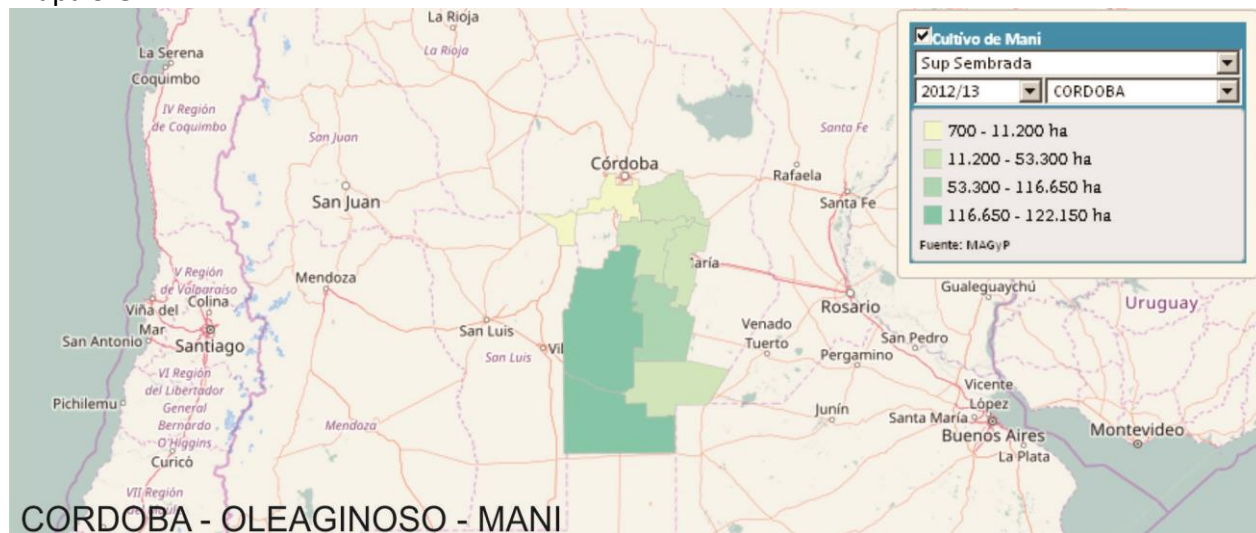 La Rioja
La Rioja
La Serena
Coquimbo
IV Región
de Coquimbo
San Juan
San Juan
Córdoba
Santa Fe
Rafaela
Santa Fe
Cultivo de Mani
Sup Sembrada
2012/13 CORDOBA
700 - 11.200 ha
11.200 - 53.300 ha
53.300 - 116.650 ha
116.650 - 122.150 ha
Fuente: MAGyP
aría
V Región
de Valparaíso
Viña del
Mar
Colina
San Antonio
Santiago
Mendoza
San Luis
San Luis
Vil
Rosario
Gualeguaychú
Uruguay
Venado
Tuerto
San Pedro
Pergamino
VI Región
del Libertador
General
Bernardo
O'Higgins
Pichilemu
Curicó
Mendoza
Junín
Vicente
López
Santa María
Buenos Aires
La Plata
Montevideo
VII Región
CORDOBA - OLEAGINOSO - MANI